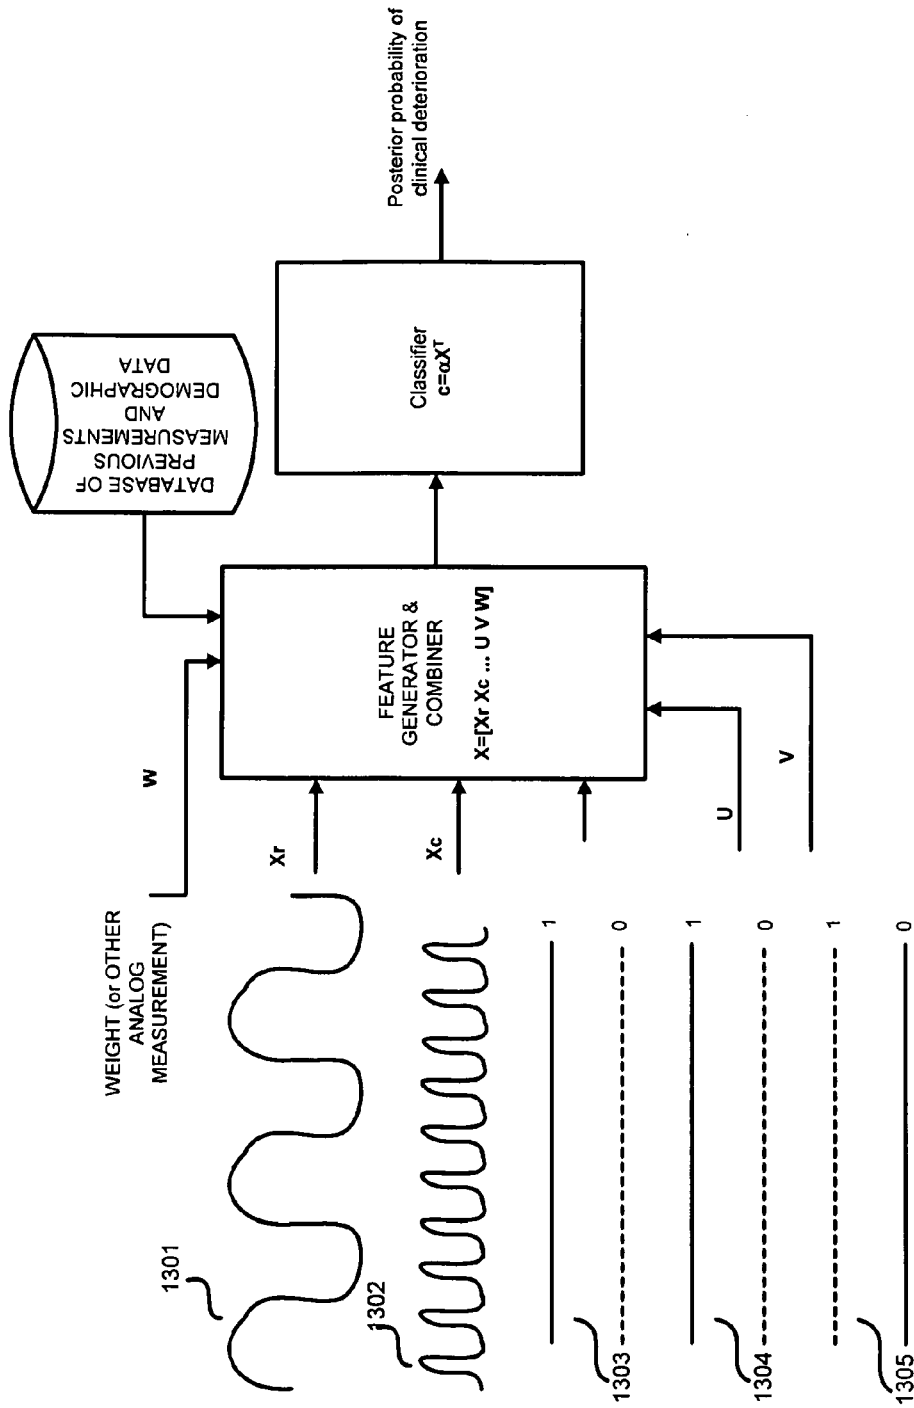 WEIGHT (or OTHER
ANALOG
MEASUREMENT)
W
DATABASE OF
PREVIOUS
MEASUREMENTS
AND
DEMOGRAPHIC
DATA
1301
Xr
1302
Xc
FEATURE
GENERATOR &
COMBINER
X=[Xr Xc ... U V W]
Classifier
c=αXᵀ
Posterior probability of
clinical deterioration
1303
1
0
1304
1
0
1305
1
0
U
V